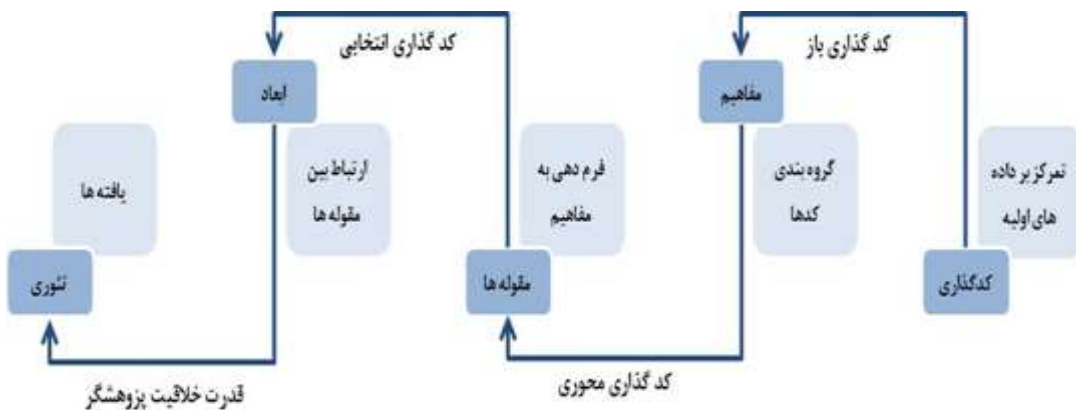 کد گذاری باز
کد گذاری انتخابی
مفاهیم
ابعاد
تمرکز بر داده
های اولیه
گروه بندی
کدها
فرم دهی به
مفاهیم
ارتباط بین
مقوله ها
یافته ها
کدگذاری
مقوله ها
تئوری
کد گذاری محوری
قدرت خلاقیت پزوهشگر